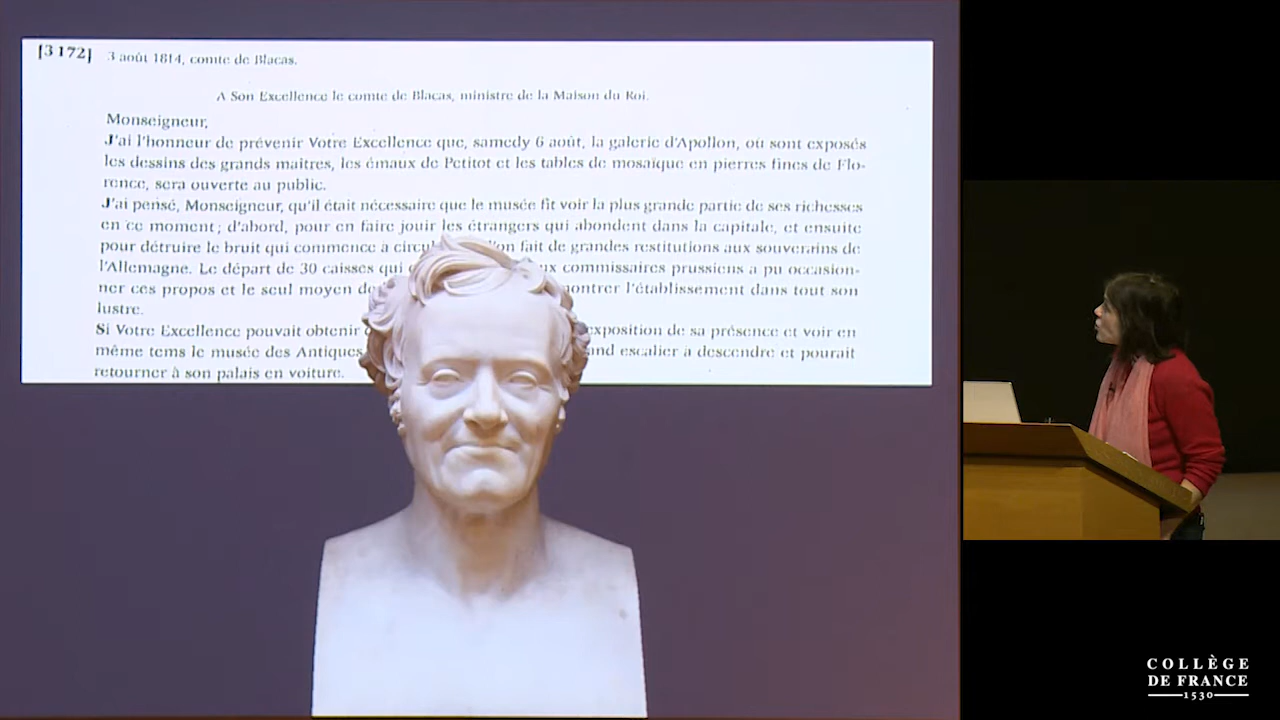 [3 172] 3 août 1814, comte de Blacas.
A Son Excellence le comte de Blacas, ministre de la Maison du Roi.
Monseigneur,
J'ai l'honneur de prévenir Votre Excellence que, samedy 6 août, la galerie d'Apollon, où sont exposés
les dessins des grands maîtres, les émaux de Petitot et les tables de mosaïque en pierres fines de Flo-
rence, sera ouverte au public.
J'ai pensé, Monseigneur, qu'il était nécessaire que le musée fit voir la plus grande partie de ses richesses
en ce moment; d'abord, pour en faire jouir les étrangers qui abondent dans la capitale, et ensuite
pour détruire le bruit qui commence à fait de grandes restitutions aux souverains de
l'Allemagne. Le départ de 30 caisses qui commissaires prussiens a pu occasion-
ner ces propos et le seul moyen l'établissement dans tout son
lustre.
Si Votre Excellence pouvait obtenir exposition de sa présence et voir en
même tems le musée des Antiques escalier à descendre et pourait
retourner à son palais en voiture.
COLLÈGE
DE FRANCE
1530